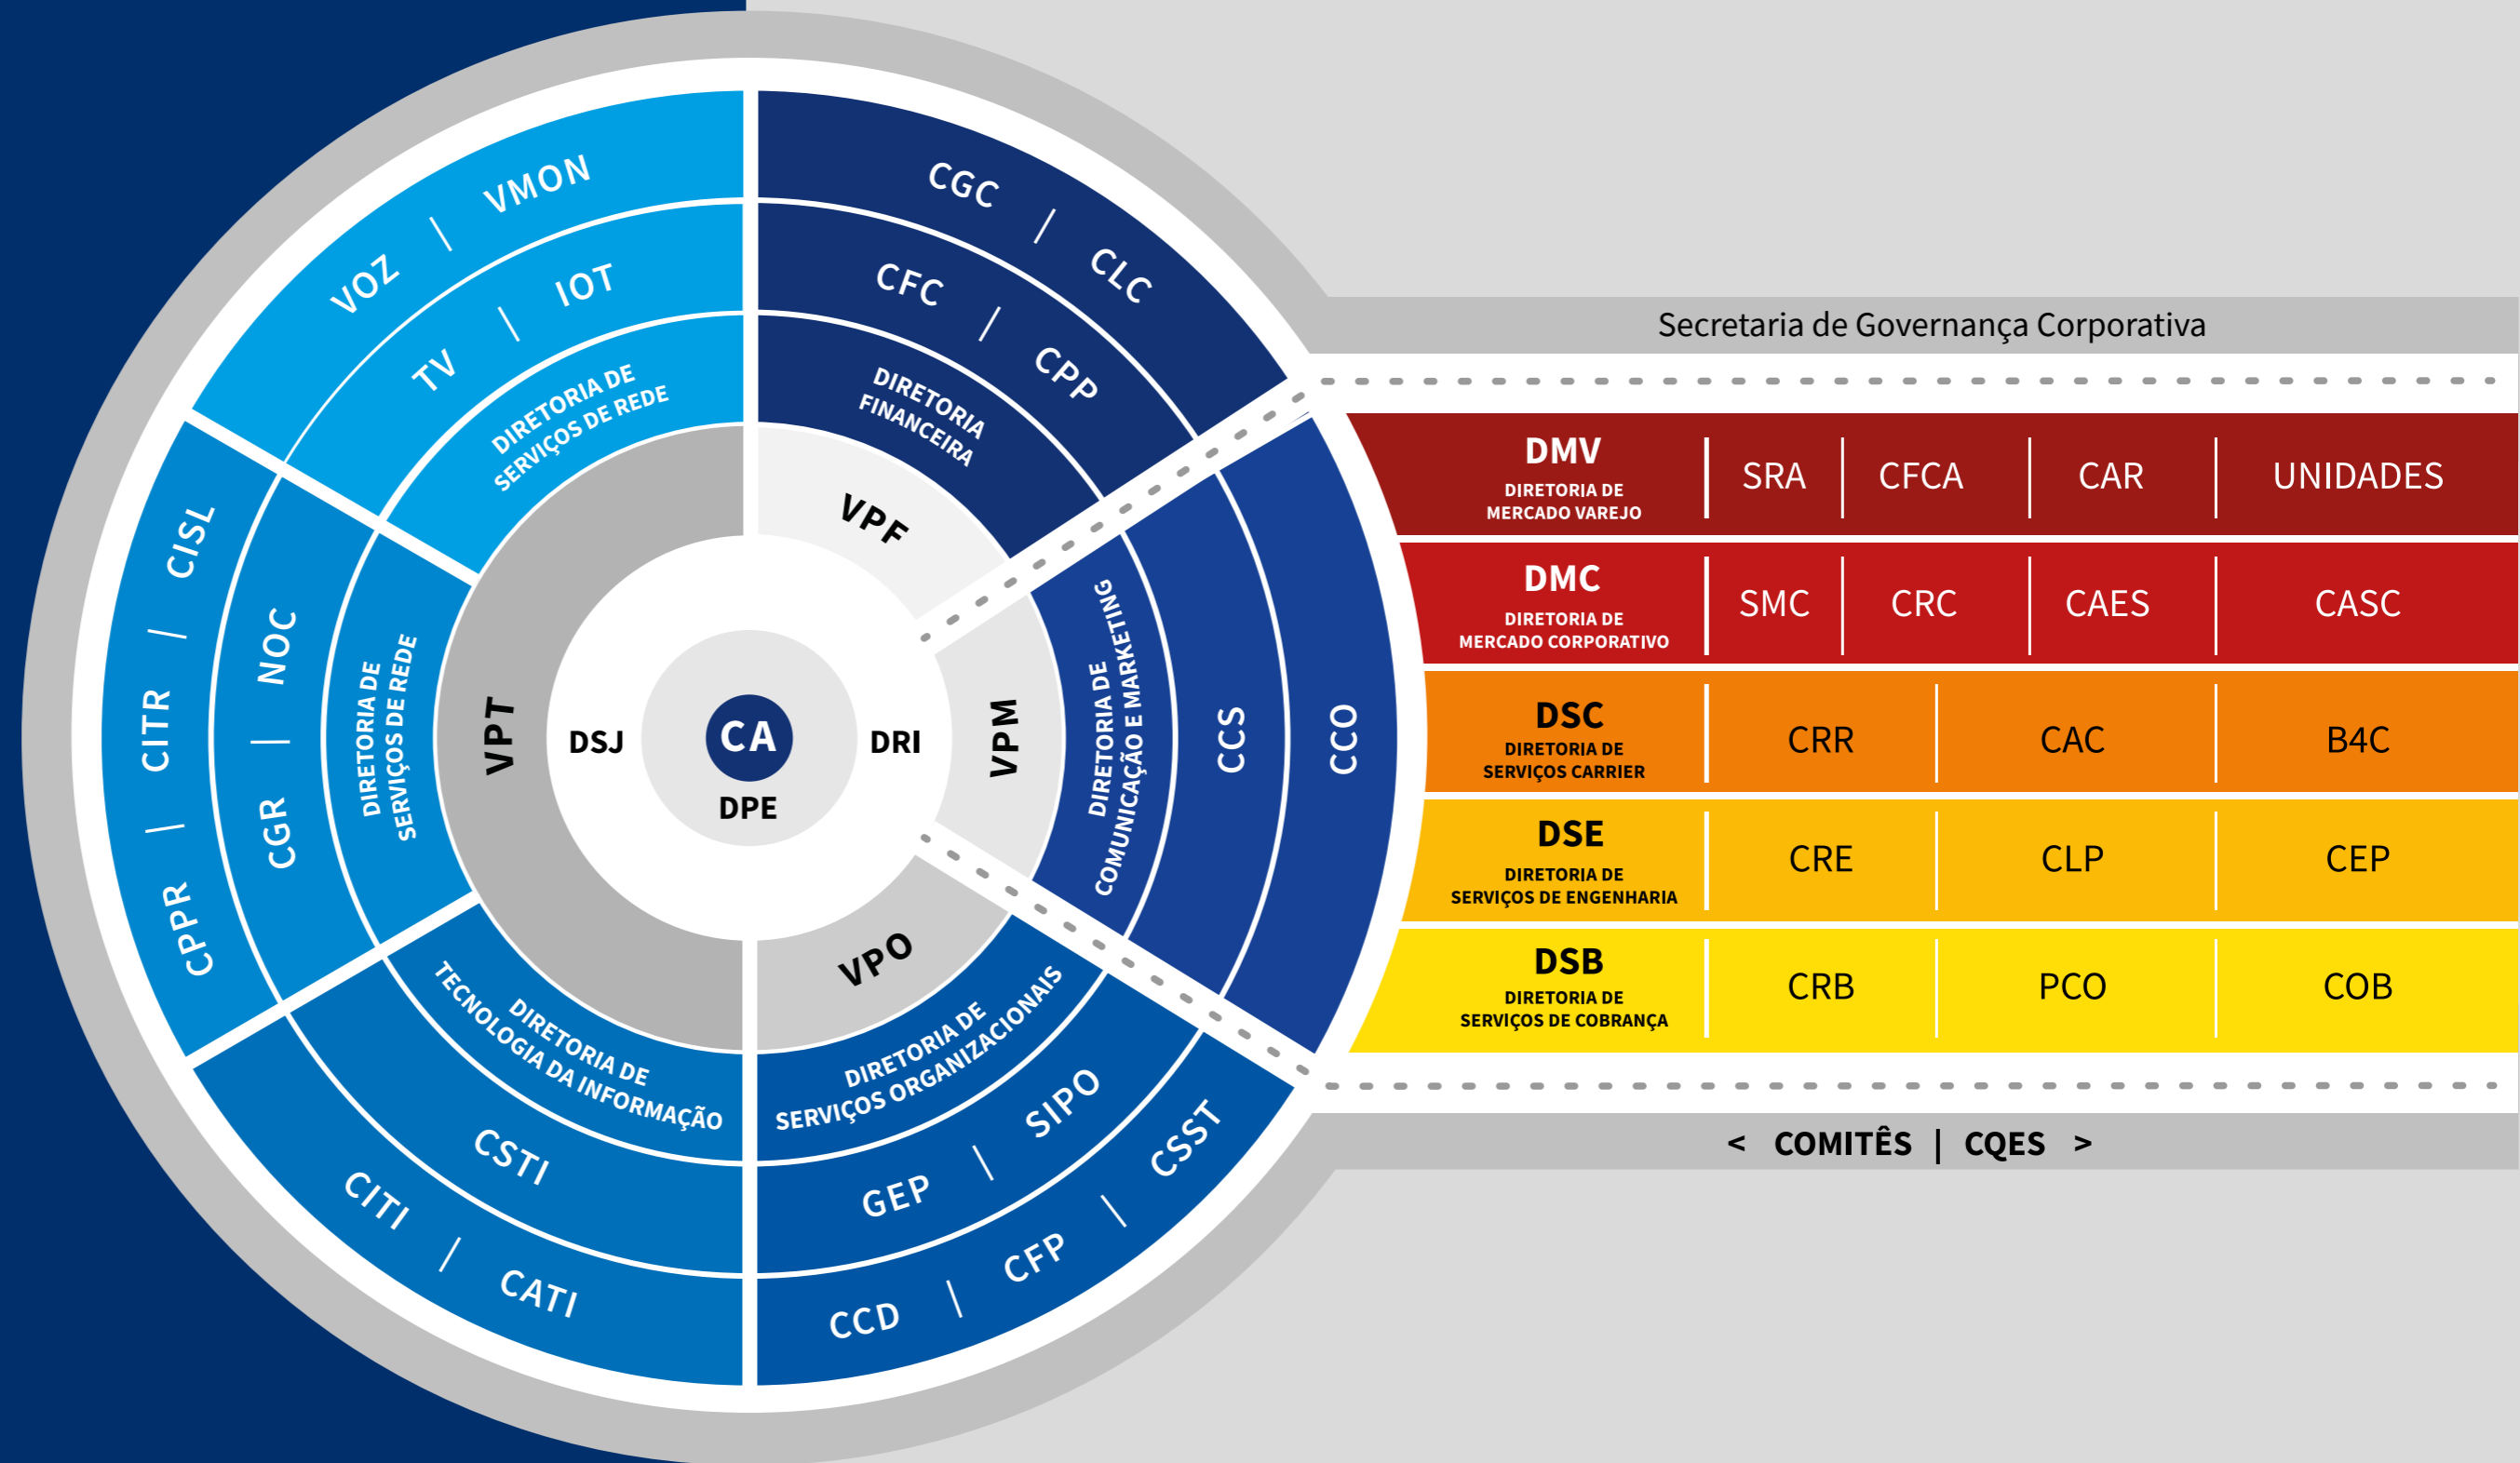 CA
DPE
DSJ
DRI
VPT
VPF
VPM
VPO
DIRETORIA DE
SERVIÇOS DE REDE
TV | IOT
VOZ | VMON
DIRETORIA
FINANCEIRA
CFC | CPP
CGC | CLC
DIRETORIA DE
COMUNICAÇÃO E MARKETING
CCS
CCO
DIRETORIA DE
SERVIÇOS ORGANIZACIONAIS
GEP | SIPO
CCD | CFP | CSST
DIRETORIA DE
TECNOLOGIA DA INFORMAÇÃO
CSTI
CITI | CATI
DIRETORIA DE
SERVIÇOS DE REDE
CGR | NOC
CPPR | CITR | CISL
Secretaria de Governança Corporativa
DMV
DIRETORIA DE
MERCADO VAREJO
SRA | CFCA | CAR | UNIDADES
DMC
DIRETORIA DE
MERCADO CORPORATIVO
SMC | CRC | CAES | CASC
DSC
DIRETORIA DE
SERVIÇOS CARRIER
CRR | CAC | B4C
DSE
DIRETORIA DE
SERVIÇOS DE ENGENHARIA
CRE | CLP | CEP
DSB
DIRETORIA DE
SERVIÇOS DE COBRANÇA
CRB | PCO | COB
< COMITÊS | CQES >